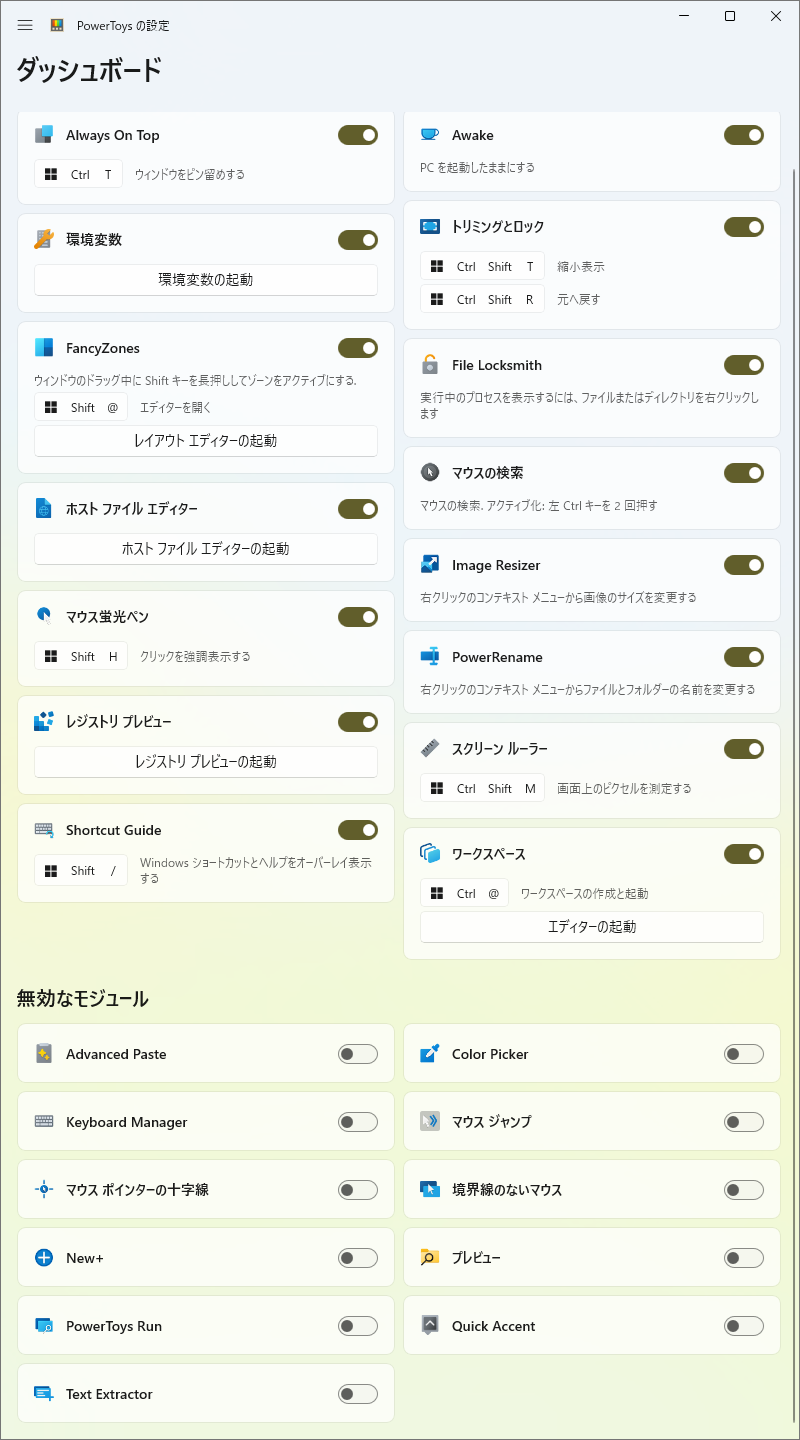 PowerToys の設定
ダッシュボード
Always On Top
Ctrl T ウィンドウをピン留めする
環境変数
環境変数の起動
FancyZones
ウィンドウのドラッグ中に Shift キーを長押ししてゾーンをアクティブにする.
Shift @ エディターを開く
レイアウト エディターの起動
ホスト ファイル エディター
ホスト ファイル エディターの起動
マウス蛍光ペン
Shift H クリックを強調表示する
レジストリ プレビュー
レジストリ プレビューの起動
Shortcut Guide
Shift / Windows ショートカットとヘルプをオーバーレイ表示
する
Awake
PC を起動したままにする
トリミングとロック
Ctrl Shift T 縮小表示
Ctrl Shift R 元へ戻す
File Locksmith
実行中のプロセスを表示するには、ファイルまたはディレクトリを右クリックし
ます
マウスの検索
マウスの検索. アクティブ化: 左 Ctrl キーを 2 回押す
Image Resizer
右クリックのコンテキスト メニューから画像のサイズを変更する
PowerRename
右クリックのコンテキスト メニューからファイルとフォルダーの名前を変更する
スクリーン ルーラー
Ctrl Shift M 画面上のピクセルを測定する
ワークスペース
Ctrl @ ワークスペースの作成と起動
エディターの起動
無効なモジュール
Advanced Paste
Color Picker
Keyboard Manager
マウス ジャンプ
マウス ポインターの十字線
境界線のないマウス
New+
プレビュー
PowerToys Run
Quick Accent
Text Extractor